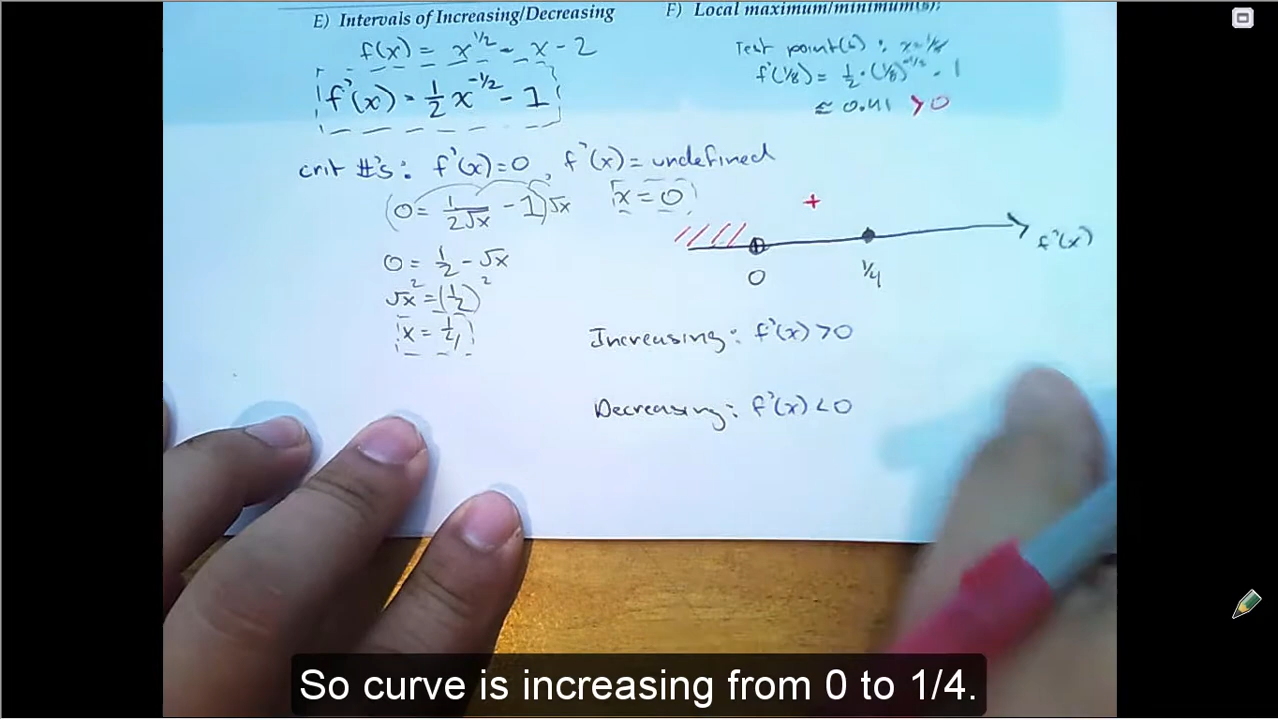 E) Intervals of Increasing/Decreasing
f(x) = x^1/2 - x - 2
f'(x) = 1/2 x^-1/2 - 1
crit #'s: f'(x)=0, f'(x)= undefined
(0 = 1/2√x - 1)√x
x = 0
0 = 1/2 - √x
√x^2 = (1/2)^2
x = 1/4
F) Local maximum/minimum(s):
Test point(s): x=1/8
f'(1/8) = 1/2 · (1/8)^-1/2 - 1
≈ 0.41 > 0
+
f'(x)
0 1/4
Increasing: f'(x) > 0
Decreasing: f'(x) < 0
So curve is increasing from 0 to 1/4.